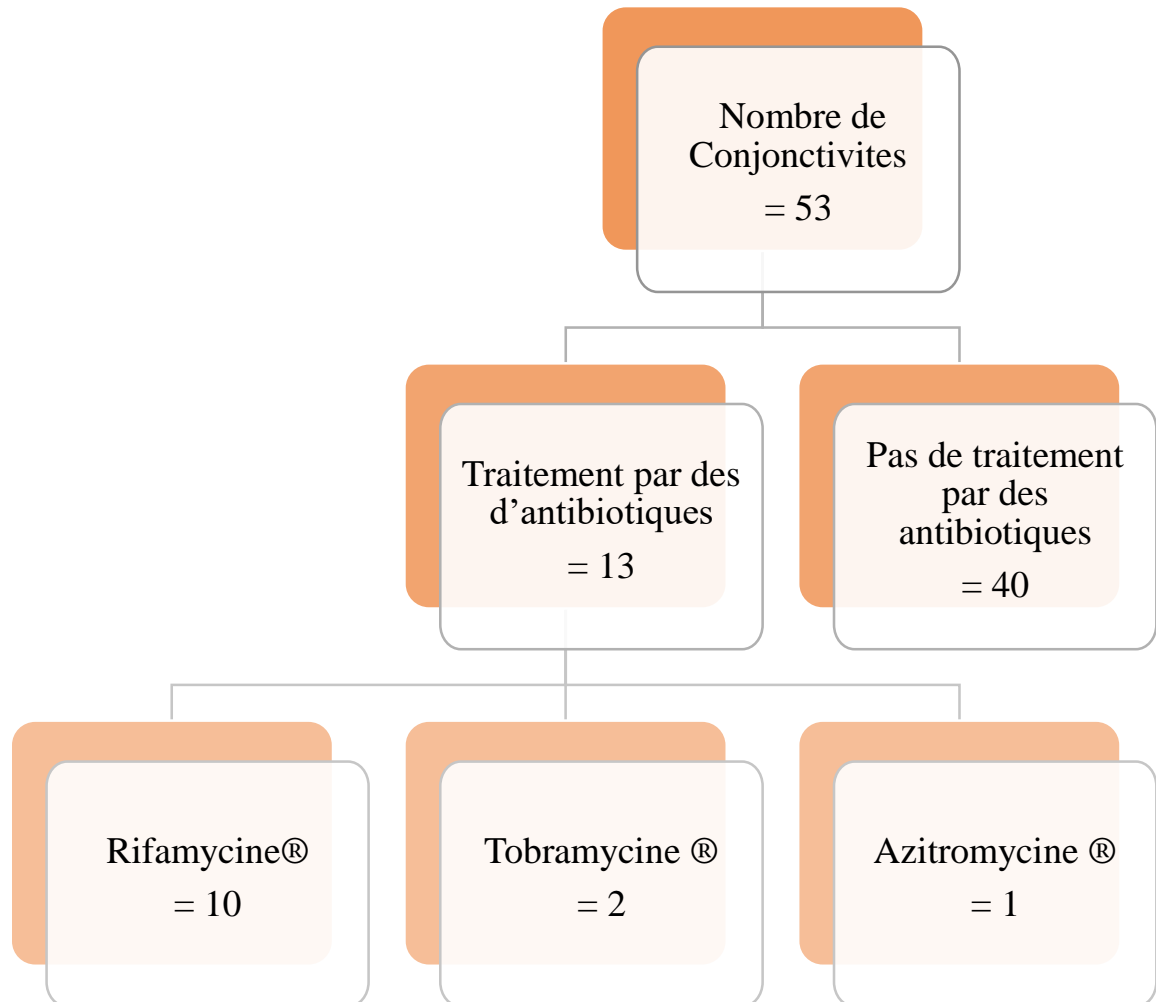 Nombre de
Conjonctivites
= 53
Traitement par des
d’antibiotiques
= 13
Pas de traitement
par des
antibiotiques
= 40
Rifamycine®
= 10
Tobramycine ®
= 2
Azitromycine ®
= 1